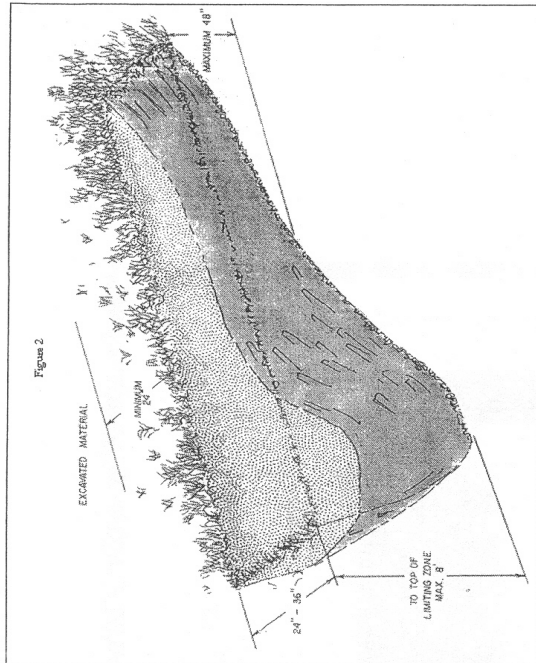 Figure 2
EXCAVATED MATERIAL
MINIMUM
24"
MAXIMUM 48"
24" - 36"
TO TOP OF
LIMITING ZONE
MAX. 8'